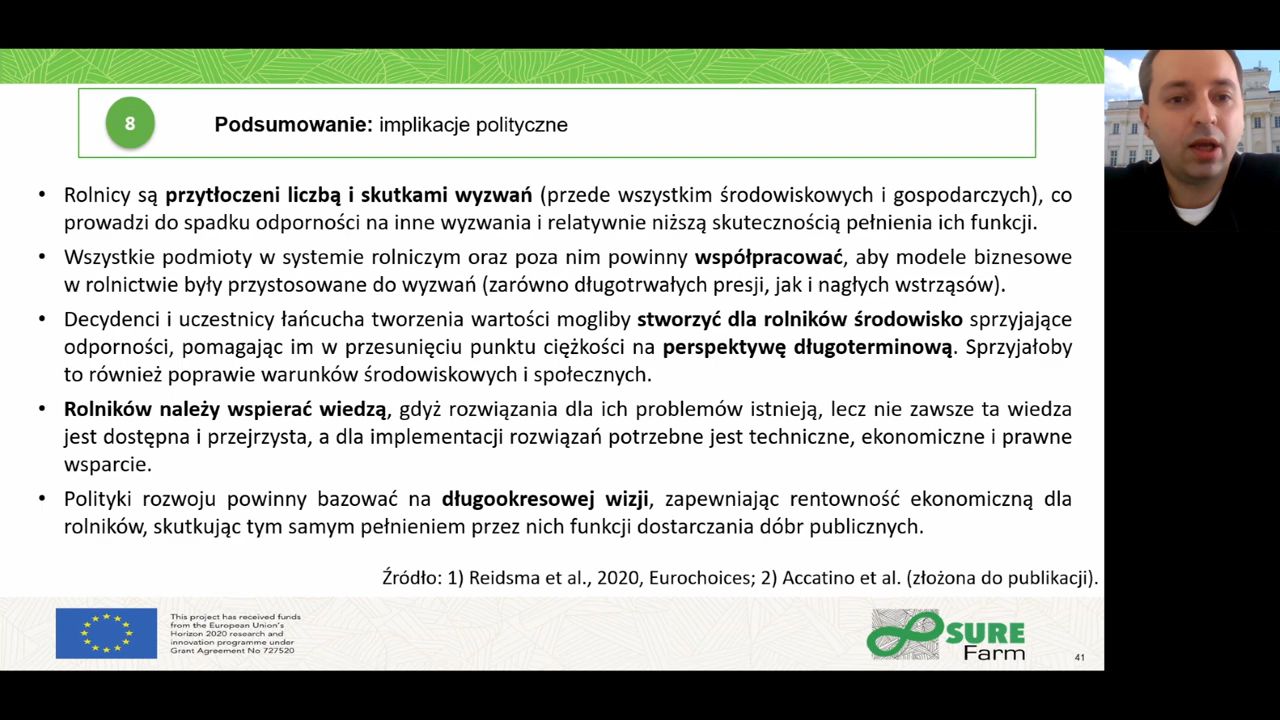 8
Podsumowanie: implikacje polityczne
• Rolnicy są przytłoczeni liczbą i skutkami wyzwań (przede wszystkim środowiskowych i gospodarczych), co
prowadzi do spadku odporności na inne wyzwania i relatywnie niższą skutecznością pełnienia ich funkcji.
• Wszystkie podmioty w systemie rolniczym oraz poza nim powinny współpracować, aby modele biznesowe
w rolnictwie były przystosowane do wyzwań (zarówno długotrwałych presji, jak i nagłych wstrząsów).
• Decydenci i uczestnicy łańcucha tworzenia wartości mogliby stworzyć dla rolników środowisko sprzyjające
odporności, pomagając im w przesunięciu punktu ciężkości na perspektywę długoterminową. Sprzyjałoby
to również poprawie warunków środowiskowych i społecznych.
• Rolników należy wspierać wiedzą, gdyż rozwiązania dla ich problemów istnieją, lecz nie zawsze ta wiedza
jest dostępna i przejrzysta, a dla implementacji rozwiązań potrzebne jest techniczne, ekonomiczne i prawne
wsparcie.
• Polityki rozwoju powinny bazować na długookresowej wizji, zapewniając rentowność ekonomiczną dla
rolników, skutkując tym samym pełnieniem przez nich funkcji dostarczania dóbr publicznych.
Źródło: 1) Reidsma et al., 2020, Eurochoices; 2) Accatino et al. (złożona do publikacji).
This project has received funds
from the European Union's
Horizon 2020 research and
innovation programme under
Grant Agreement No 727520
SURE
Farm
41